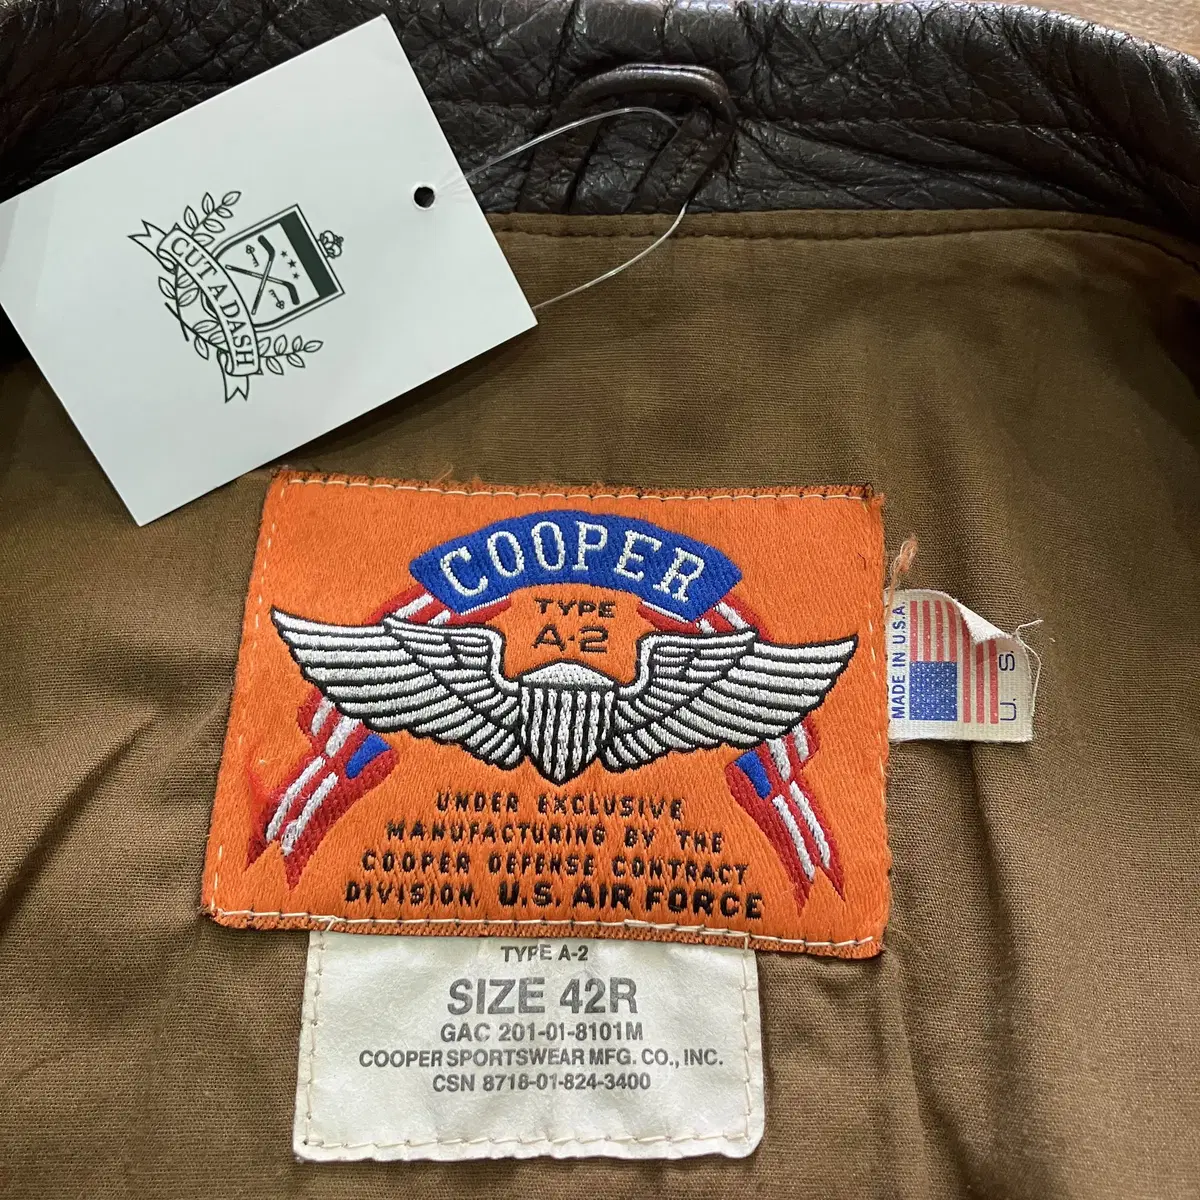 CUT A DASH
COOPER
TYPE
A-2
UNDER EXCLUSIVE
MANUFACTURING BY THE
COOPER DEFENSE CONTRACT
DIVISION, U.S. AIR FORCE
MADE IN U.S.A.
U S
TYPE A-2
SIZE 42R
GAC 201-01-8101M
COOPER SPORTSWEAR MFG. CO., INC.
CSN 8718-01-824-3400